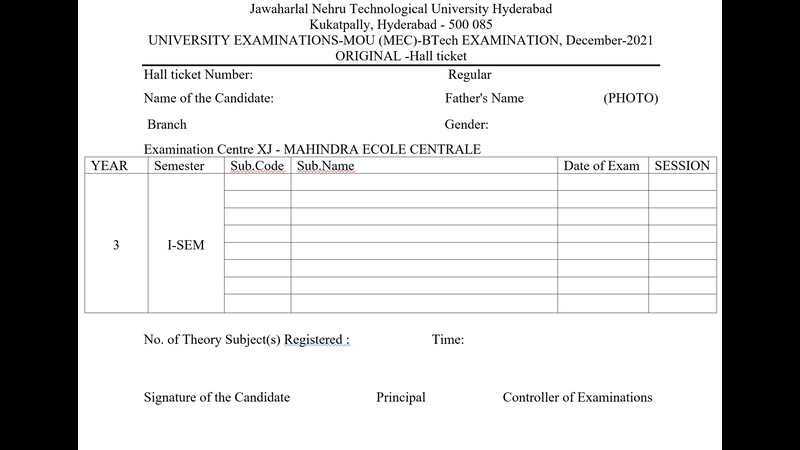 Jawaharlal Nehru Technological University Hyderabad
Kukatpally, Hyderabad - 500 085
UNIVERSITY EXAMINATIONS-MOU (MEC)-BTech EXAMINATION, December-2021
ORIGINAL -Hall ticket
Hall ticket Number: Regular
Name of the Candidate: Father's Name (PHOTO)
Branch Gender:
Examination Centre XJ - MAHINDRA ECOLE CENTRALE
YEAR Semester Sub.Code Sub.Name Date of Exam SESSION
3 I-SEM
No. of Theory Subject(s) Registered : Time:
Signature of the Candidate Principal Controller of Examinations